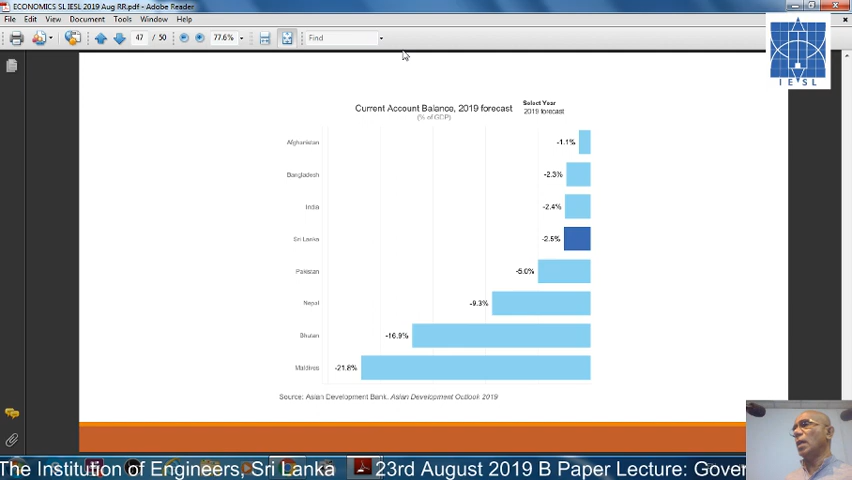 ECONOMICS SL IESL 2019 Aug RR.pdf - Adobe Reader
File Edit View Document Tools Window Help
47 / 50 77.6% Find
IESL
Current Account Balance, 2019 forecast
(% of GDP)
Select Year
2019 forecast
Afghanistan -1.1%
Bangladesh -2.3%
India -2.4%
Sri Lanka -2.5%
Pakistan -5.0%
Nepal -9.3%
Bhutan -16.9%
Maldives -21.8%
Source: Asian Development Bank. Asian Development Outlook 2019
The Institution of Engineers, Sri Lanka 23rd August 2019 B Paper Lecture: Gover